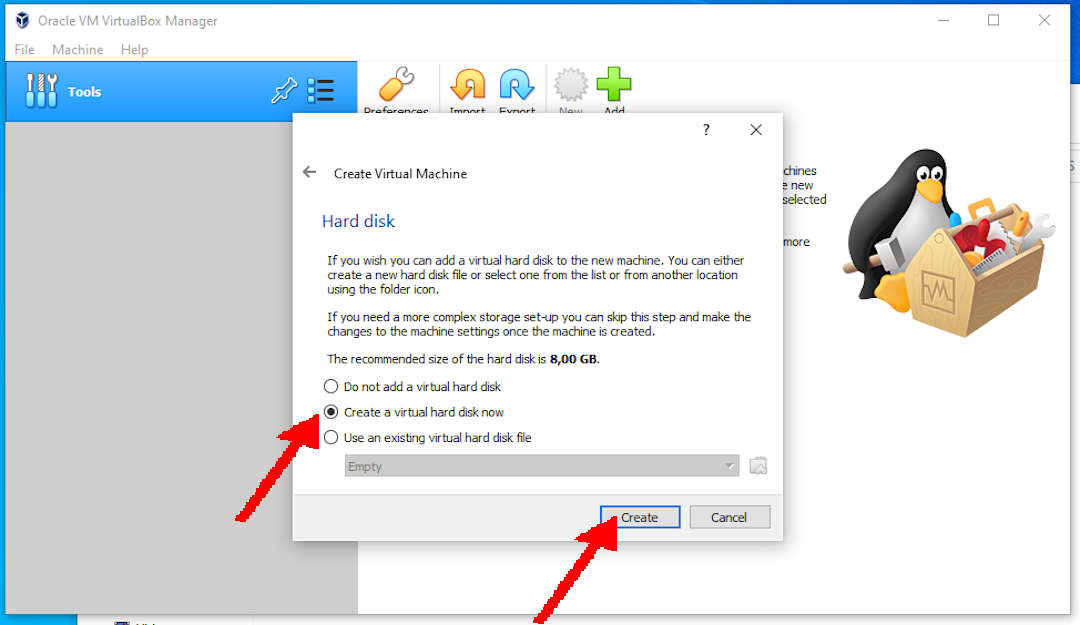 Oracle VM VirtualBox Manager
File Machine Help
Tools
Preferences Import Export New Add
? 
Create Virtual Machine
chines
e new
selected
more
Hard disk
If you wish you can add a virtual hard disk to the new machine. You can either
create a new hard disk file or select one from the list or from another location
using the folder icon.
If you need a more complex storage set-up you can skip this step and make the
changes to the machine settings once the machine is created.
The recommended size of the hard disk is 8,00 GB.
Do not add a virtual hard disk
Create a virtual hard disk now
Use an existing virtual hard disk file
Empty
Create Cancel